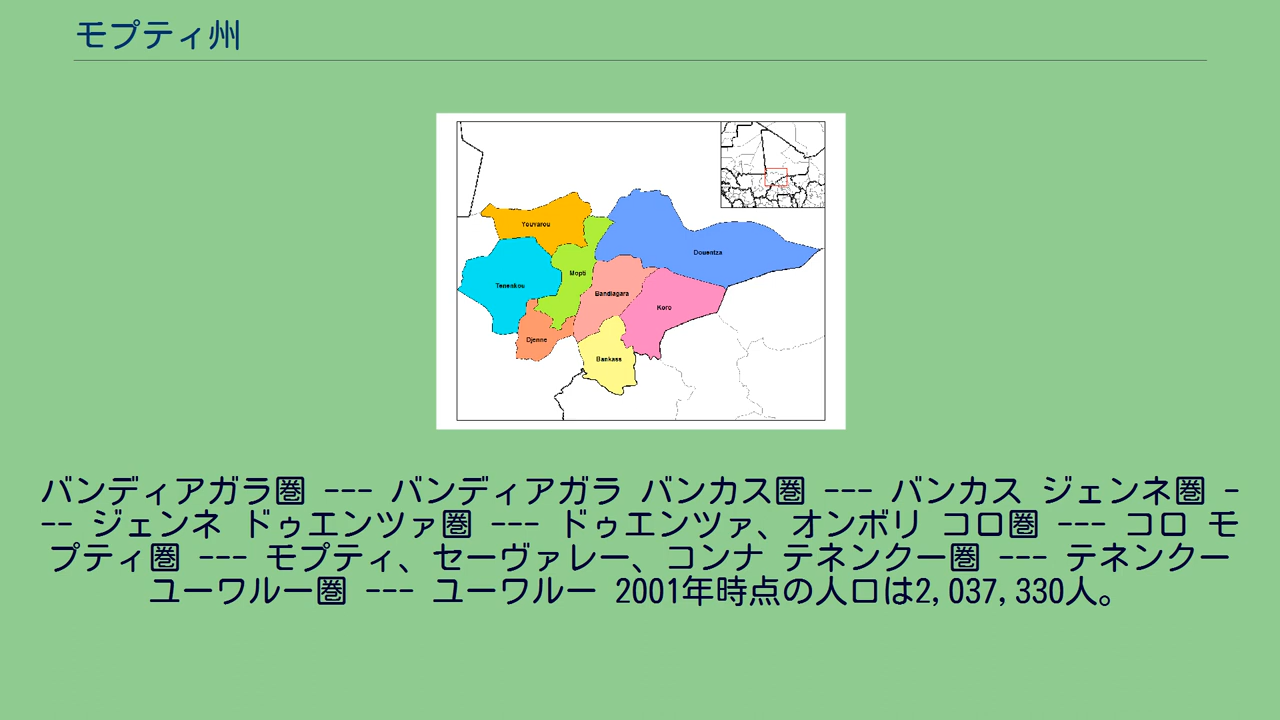 モプティ州
Youvarou
Douentza
Mopti
Tenenkou
Bandiagara
Koro
Djenne
Bankass
バンディアガラ圏 --- バンディアガラ バンカス圏 --- バンカス ジェンネ圏 -
-- ジェンネ ドゥエンツァ圏 --- ドゥエンツァ、オンボリ コロ圏 --- コロ モ
プティ圏 --- モプティ、セーヴァレー、コンナ テネンクー圏 --- テネンクー
ユーワルー圏 --- ユーワルー 2001年時点の人口は2,037,330人。